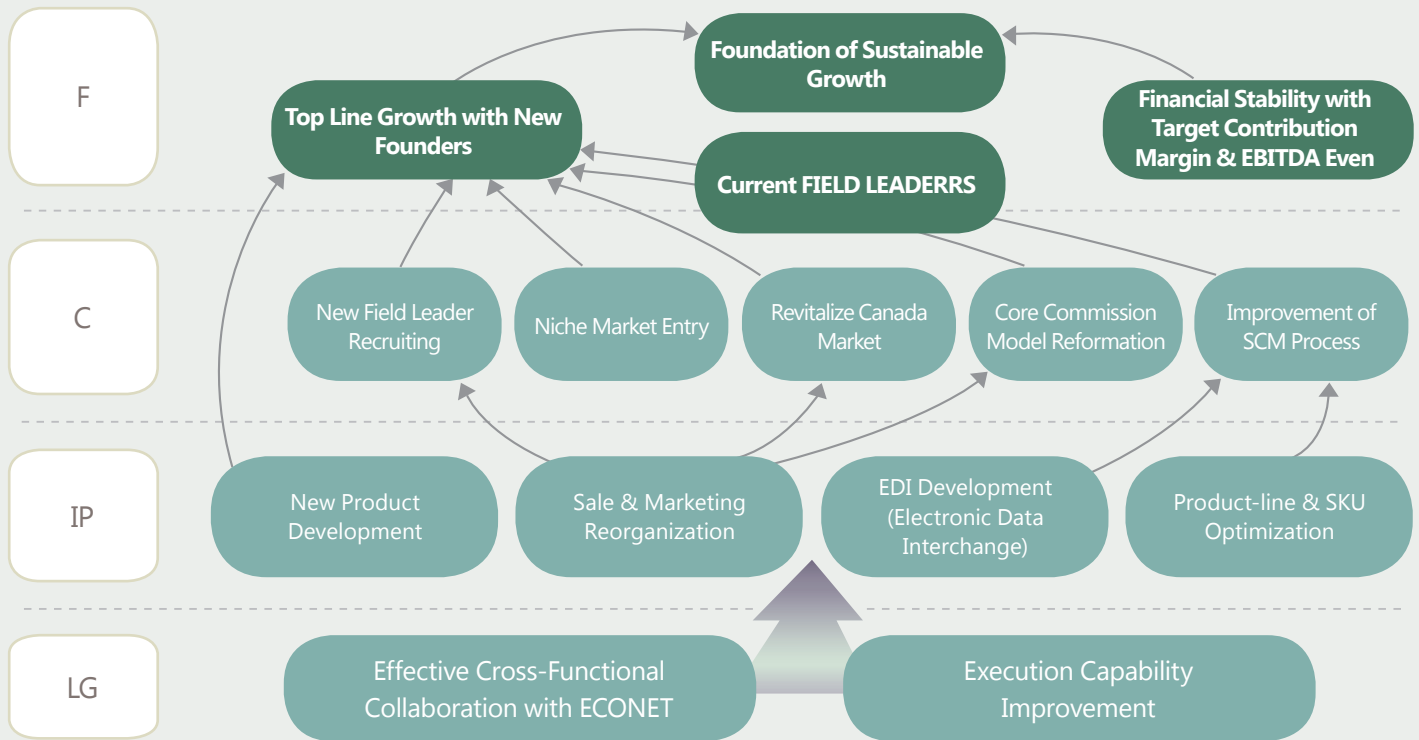 F
Foundation of Sustainable
Growth
Top Line Growth with New
Founders
Financial Stability with
Target Contribution
Margin & EBITDA Even
Current FIELD LEADERRS
C
New Field Leader
Recruiting
Niche Market Entry
Revitalize Canada
Market
Core Commission
Model Reformation
Improvement of
SCM Process
IP
New Product
Development
Sale & Marketing
Reorganization
EDI Development
(Electronic Data
Interchange)
Product-line & SKU
Optimization
LG
Effective Cross-Functional
Collaboration with ECONET
Execution Capability
Improvement